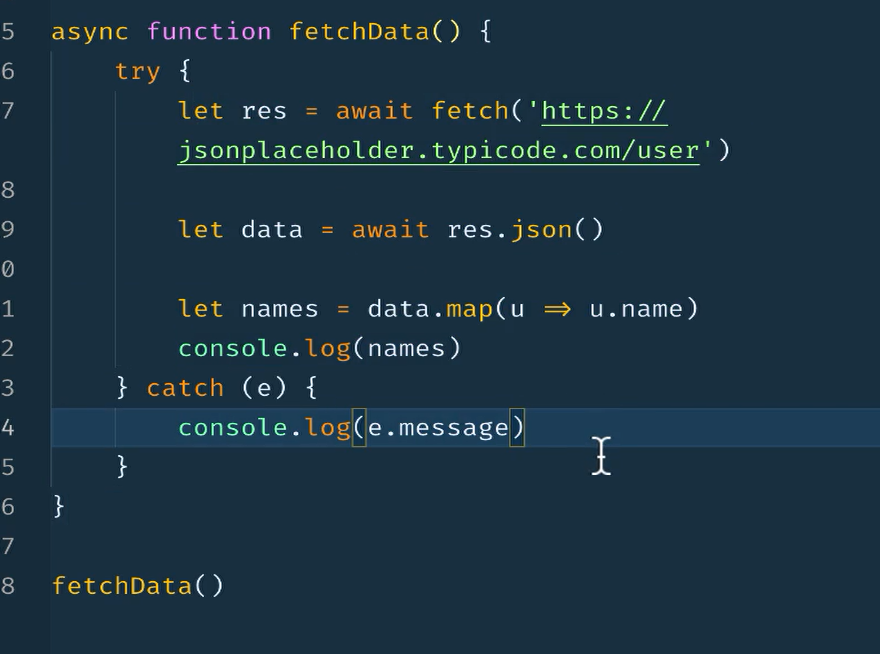 5 async function fetchData() {
6 try {
7 let res = await fetch('https://
jsonplaceholder.typicode.com/user')
8
9 let data = await res.json()
0
1 let names = data.map(u => u.name)
2 console.log(names)
3 } catch (e) {
4 console.log(e.message)
5 }
6 }
7
8 fetchData()